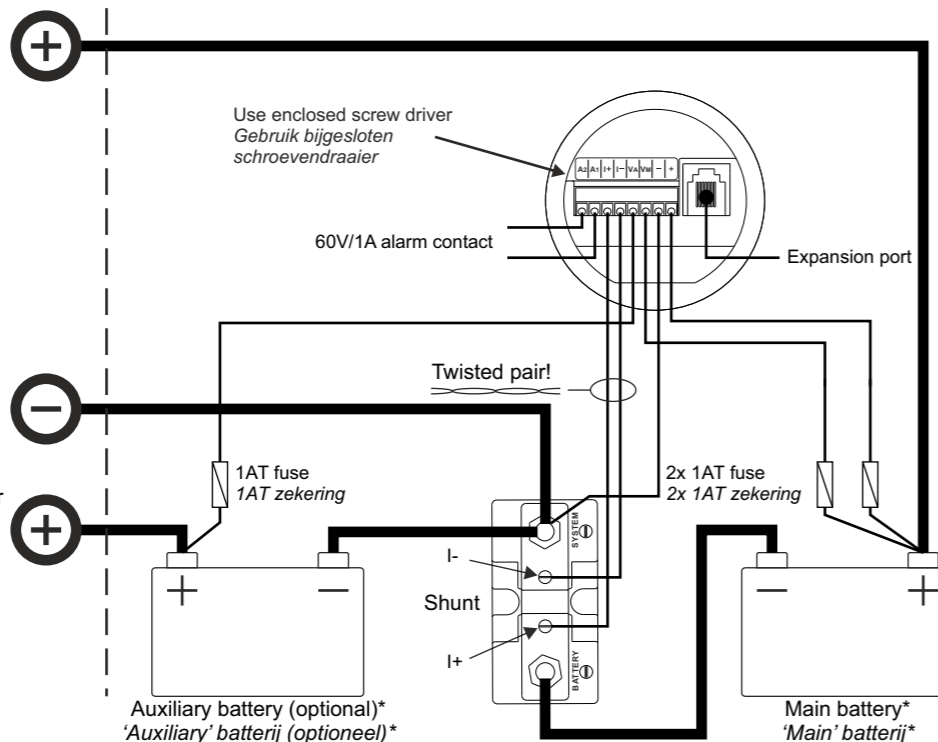 +
Use enclosed screw driver
Gebruik bijgesloten
schroevendraaier
A2 A1 I+ I− VA VM − +
60V/1A alarm contact
Expansion port
Twisted pair!
−
1AT fuse
1AT zekering
2x 1AT fuse
2x 1AT zekering
r
+
SYSTEM
I-
+ −
Shunt
− +
I+
BATTERY
Auxiliary battery (optional)*
'Auxiliary' batterij (optioneel)*
Main battery*
'Main' batterij*